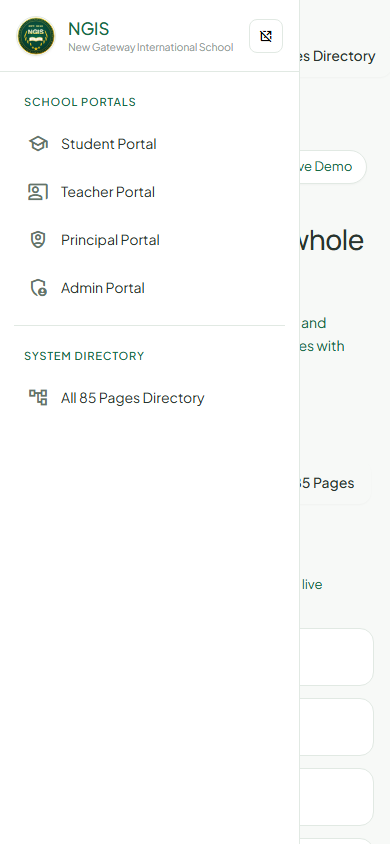 NGIS
New Gateway International School
es Directory
SCHOOL PORTALS
Student Portal
ve Demo
Teacher Portal
Principal Portal
whole
Admin Portal
and
es with
SYSTEM DIRECTORY
All 85 Pages Directory
85 Pages
live